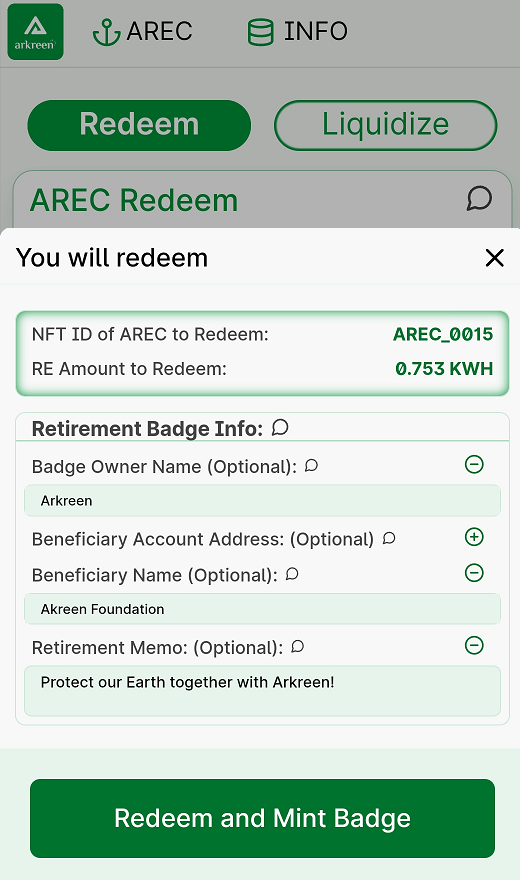 arkreen
AREC
INFO
Redeem
Liquidize
AREC Redeem
You will redeem
NFT ID of AREC to Redeem: AREC_0015
RE Amount to Redeem: 0.753 KWH
Retirement Badge Info:
Badge Owner Name (Optional):
Arkreen
Beneficiary Account Address: (Optional)
Beneficiary Name (Optional):
Akreen Foundation
Retirement Memo: (Optional):
Protect our Earth together with Arkreen!
Redeem and Mint Badge